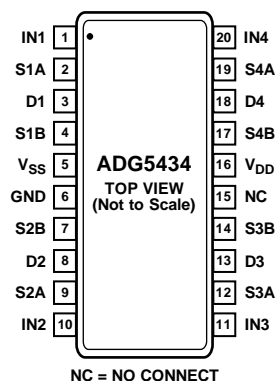 IN1 1 20 IN4
S1A 2 19 S4A
D1 3 18 D4
S1B 4 17 S4B
VSS 5 ADG5434 16 VDD
GND 6 TOP VIEW 15 NC
(Not to Scale)
S2B 7 14 S3B
D2 8 13 D3
S2A 9 12 S3A
IN2 10 11 IN3
NC = NO CONNECT